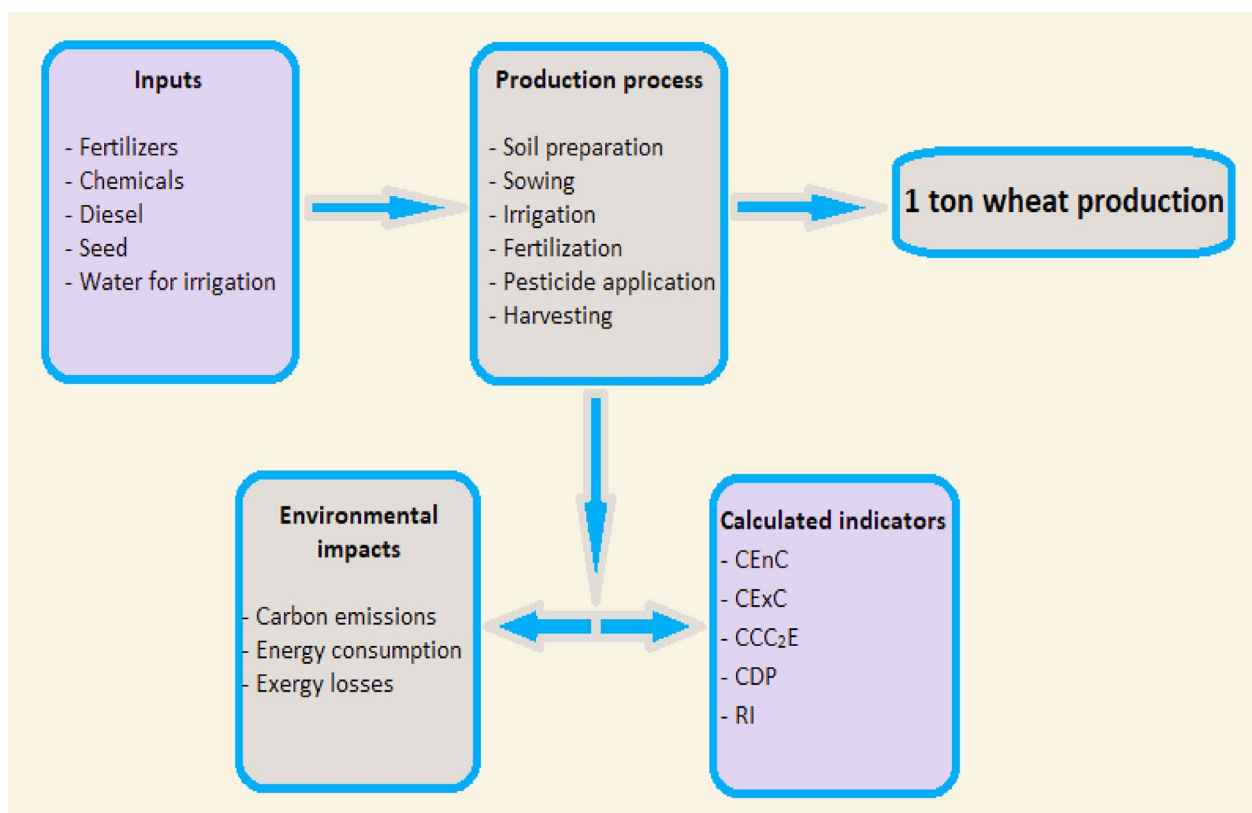 Inputs
- Fertilizers
- Chemicals
- Diesel
- Seed
- Water for irrigation
Production process
- Soil preparation
- Sowing
- Irrigation
- Fertilization
- Pesticide application
- Harvesting
1 ton wheat production
Environmental
impacts
- Carbon emissions
- Energy consumption
- Exergy losses
Calculated indicators
- CEnC
- CExC
- CCC₂E
- CDP
- RI